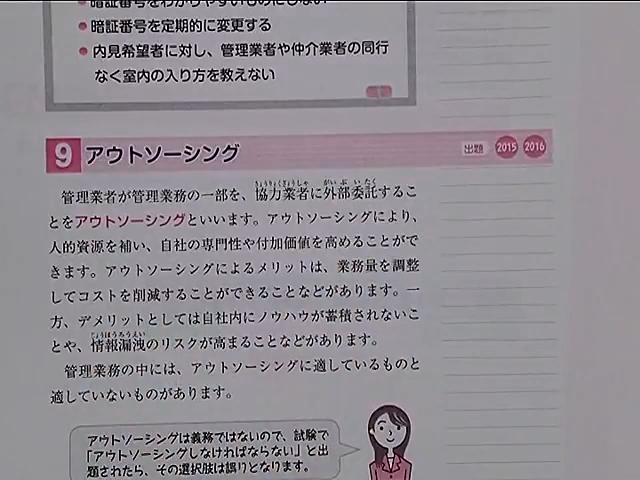 暗証番号をわかりやすいものにしない
暗証番号を定期的に変更する
内見希望者に対し、管理業者や仲介業者の同行
なく室内の入り方を教えない
9 アウトソーシング 出題 2015 2016
管理業者が管理業務の一部を、協力業者に外部委託するこ
とをアウトソーシングといいます。アウトソーシングにより、
人的資源を補い、自社の専門性や付加価値を高めることがで
きます。アウトソーシングによるメリットは、業務量を調整
してコストを削減することができることなどがあります。一
方、デメリットとしては自社内にノウハウが蓄積されないこ
とや、情報漏洩のリスクが高まることなどがあります。
管理業務の中には、アウトソーシングに適しているものと
適していないものがあります。
アウトソーシングは義務ではないので、試験で
「アウトソーシングしなければならない」と出
題されたら、その選択肢は誤りとなります。